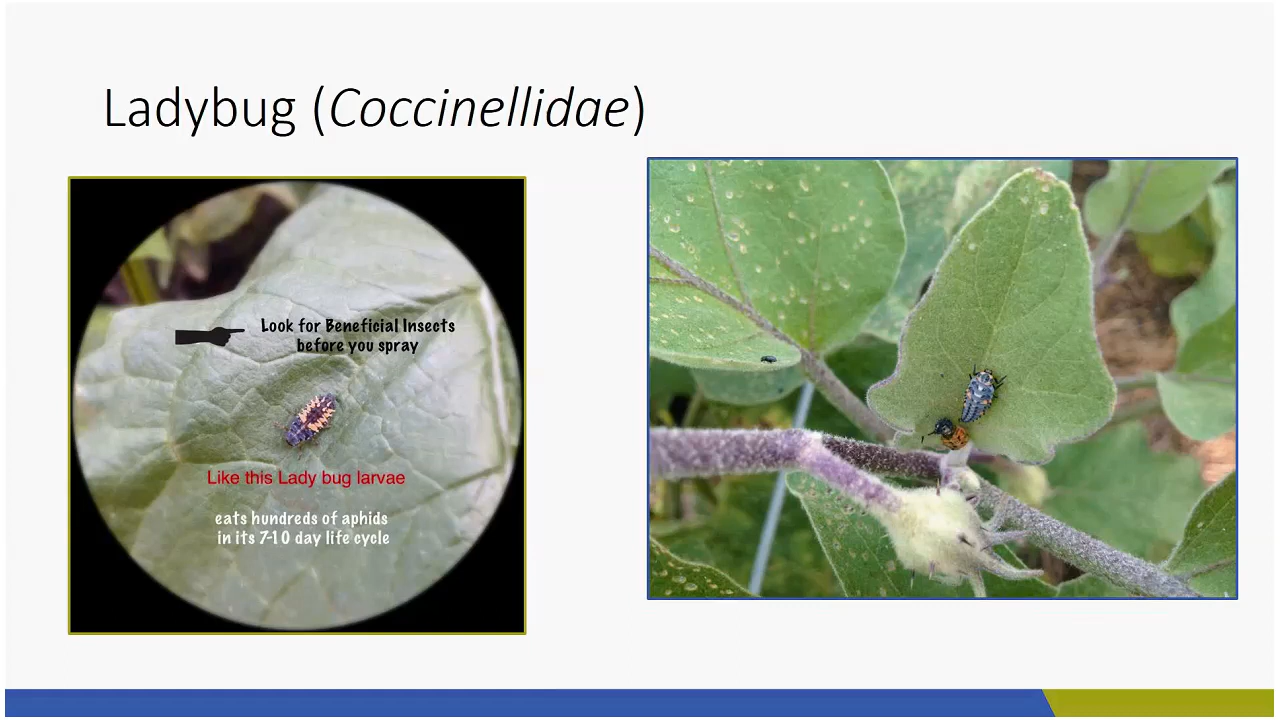 Ladybug (Coccinellidae)
Look for Beneficial Insects
before you spray
Like this Lady bug larvae
eats hundreds of aphids
in its 7-10 day life cycle